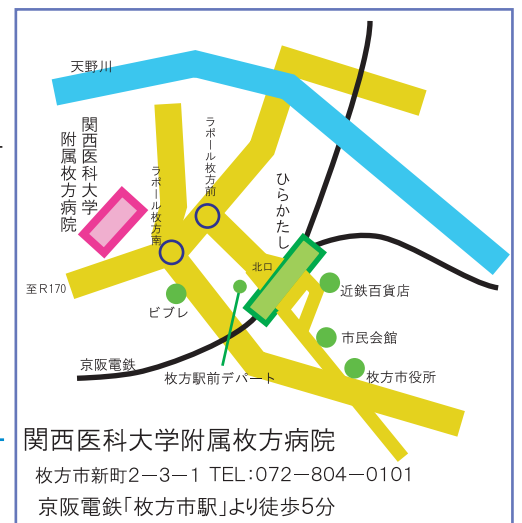 天野川
関西医科大学
附属枚方病院
ラポール枚方前
ラポール枚方南
ひらかたし
北口
至R170
ビブレ
近鉄百貨店
市民会館
京阪電鉄
枚方駅前デパート
枚方市役所
関西医科大学附属枚方病院
枚方市新町2－3－1 TEL:072－804－0101
京阪電鉄「枚方市駅」より徒歩5分